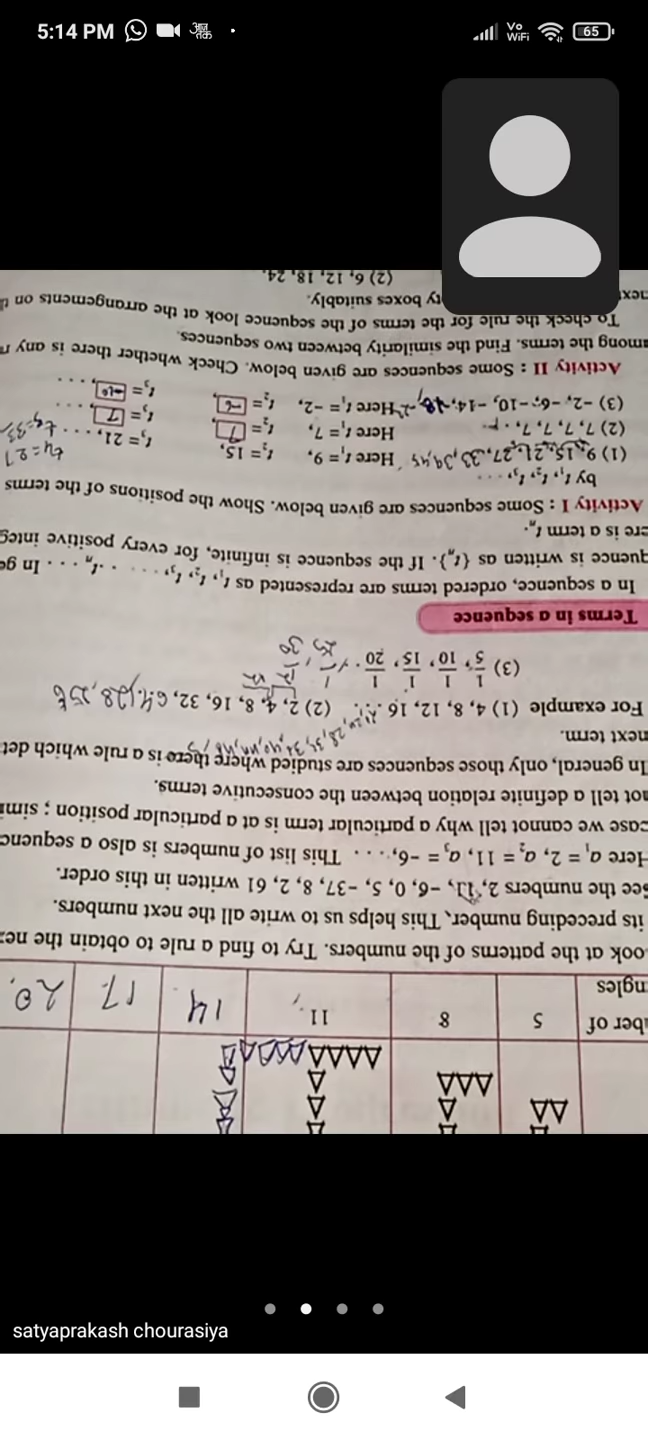 5:14 PM
आज तक
Vo WiFi
65
ber of
ngles
5
8
11
14
17
20
ook at the patterns of the numbers. Try to find a rule to obtain the nex
its preceding number. This helps us to write all the next numbers.
See the numbers 2, 11, -6, 0, 5, -37, 8, 2, 61 written in this order.
Here a₁ = 2, a₂ = 11, a₃ = -6, . . . This list of numbers is also a sequenc
case we cannot tell why a particular term is at a particular position ; simi
not tell a definite relation between the consecutive terms.
In general, only those sequences are studied where there is a rule which det
next term.
For example (1) 4, 8, 12, 16 . . . (2) 2, 4, 8, 16, 32, 64, 128, 256
(3) 1/5, 1/10, 1/15, 1/20 . . .
Terms in a sequence
In a sequence, ordered terms are represented as t₁, t₂, t₃, . . . . .tₙ . . . In ge
quence is written as {tₙ}. If the sequence is infinite, for every positive integ
ere is a term tₙ.
Activity I : Some sequences are given below. Show the positions of the terms
by t₁, t₂, t₃, . . .
(1) 9, 15, 21, 27, 33, 39, 45 Here t₁= 9, t₂= 15, t₃= 21, . . . t₄ = 27 t₅ = 33
(2) 7, 7, 7, 7, . . Here t₁= 7, t₂= 7, t₃= 7, . . .
(3) -2, -6, -10, -14, -18, Here t₁= -2, t₂= -6, t₃= -10, . . .
Activity II : Some sequences are given below. Check whether there is any r
among the terms. Find the similarity between two sequences.
To check the rule for the terms of the sequence look at the arrangements on th
next
ty boxes suitably.
(2) 6, 12, 18, 24,
satyaprakash chourasiya